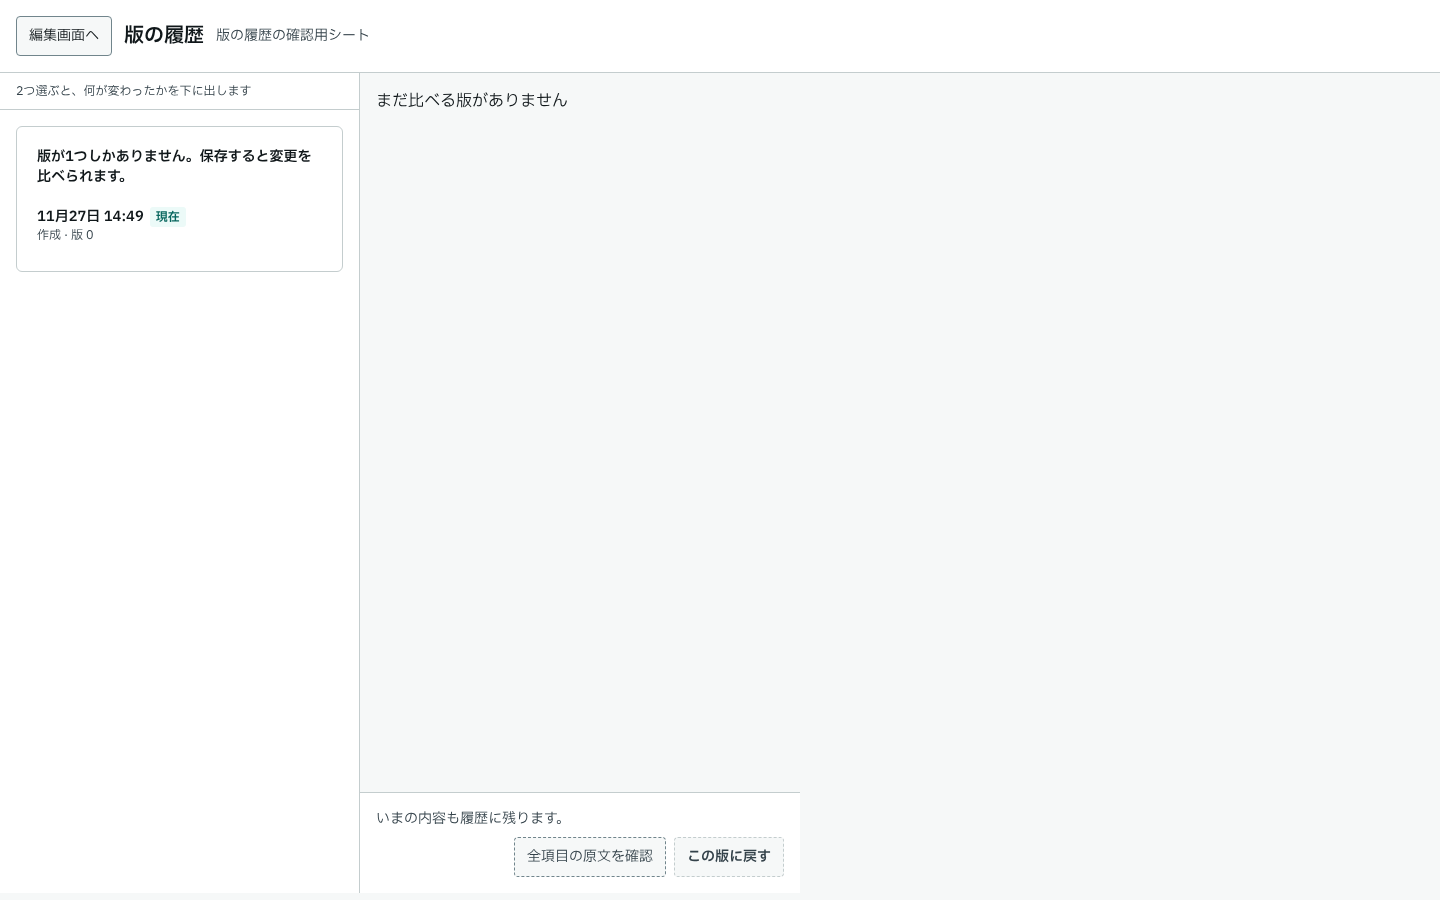 編集画面へ
版の履歴
版の履歴の確認用シート
2つ選ぶと、何が変わったかを下に出します
版が1つしかありません。保存すると変更を
比べられます。
11月27日 14:49 現在
作成 · 版 0
まだ比べる版がありません
いまの内容も履歴に残ります。
全項目の原文を確認
この版に戻す